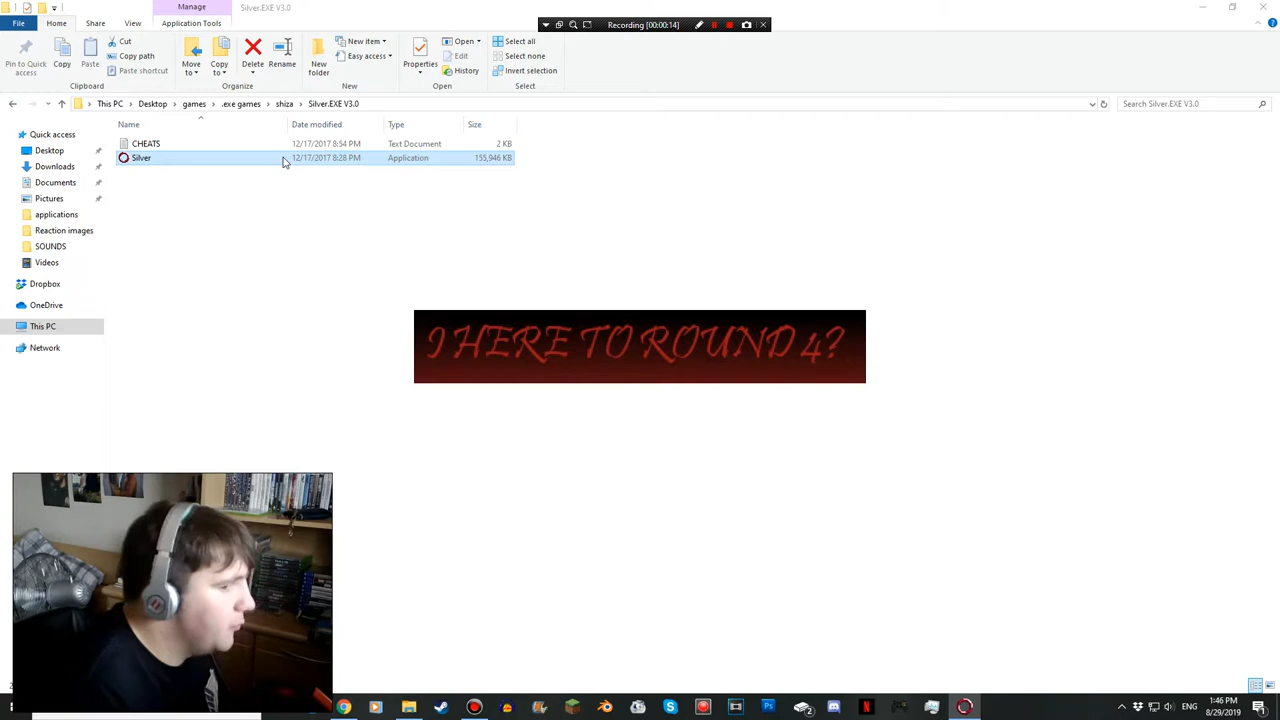 Manage
Silver.EXE V3.0
File
Home
Share
View
Application Tools
Recording [00:00:14]
Pin to Quick access
Copy
Paste
Cut
Copy path
Paste shortcut
Clipboard
Move to
Copy to
Delete
Rename
Organize
New folder
New item
Easy access
New
Properties
Open
Edit
History
Open
Select all
Select none
Invert selection
Select
This PC > Desktop > games > .exe games > shiza > Silver.EXE V3.0
Search Silver.EXE V3.0
Name
Date modified
Type
Size
CHEATS 12/17/2017 8:54 PM Text Document 2 KB
Silver 12/17/2017 8:28 PM Application 155,946 KB
Quick access
Desktop
Downloads
Documents
Pictures
applications
Reaction images
SOUNDS
Videos
Dropbox
OneDrive
This PC
Network
I HERE TO ROUND 4?
1:46 PM
8/29/2019